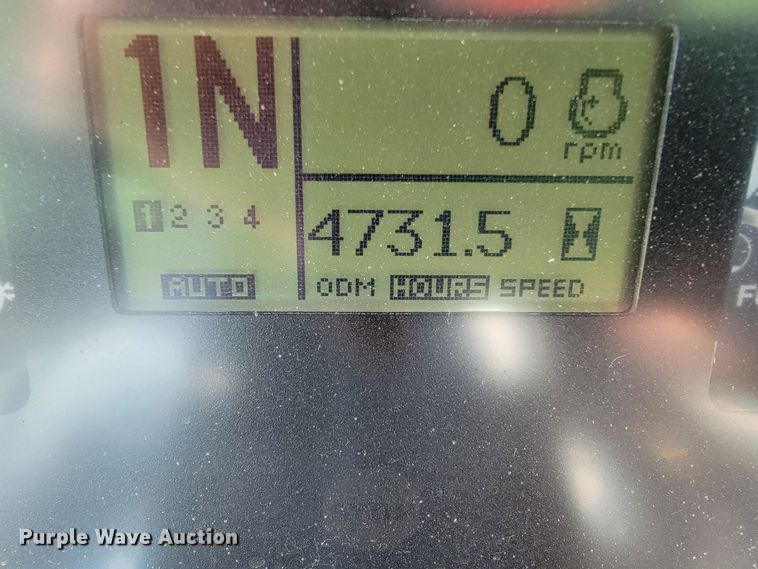 1N
0
rpm
1 2 3 4
4731.5
AUTO
ODM HOURS SPEED
Purple Wave Auction